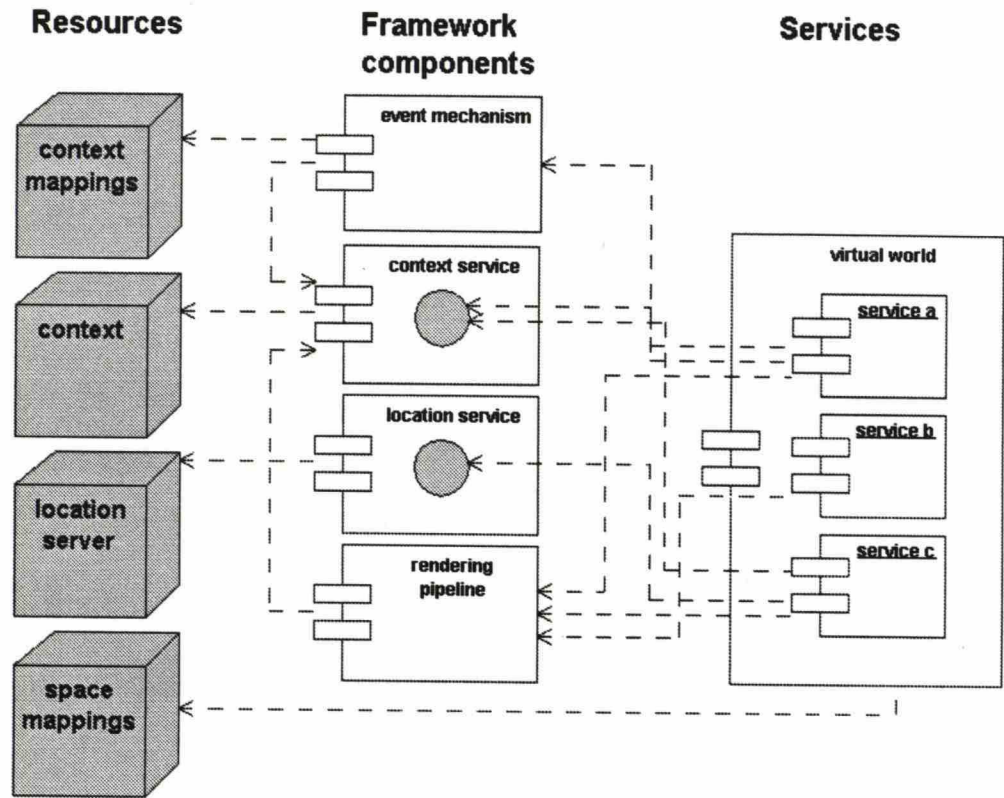 Resources
Framework
components
Services
context
mappings
context
location
server
space
mappings
event mechanism
context service
location service
rendering
pipeline
virtual world
service a
service b
service c